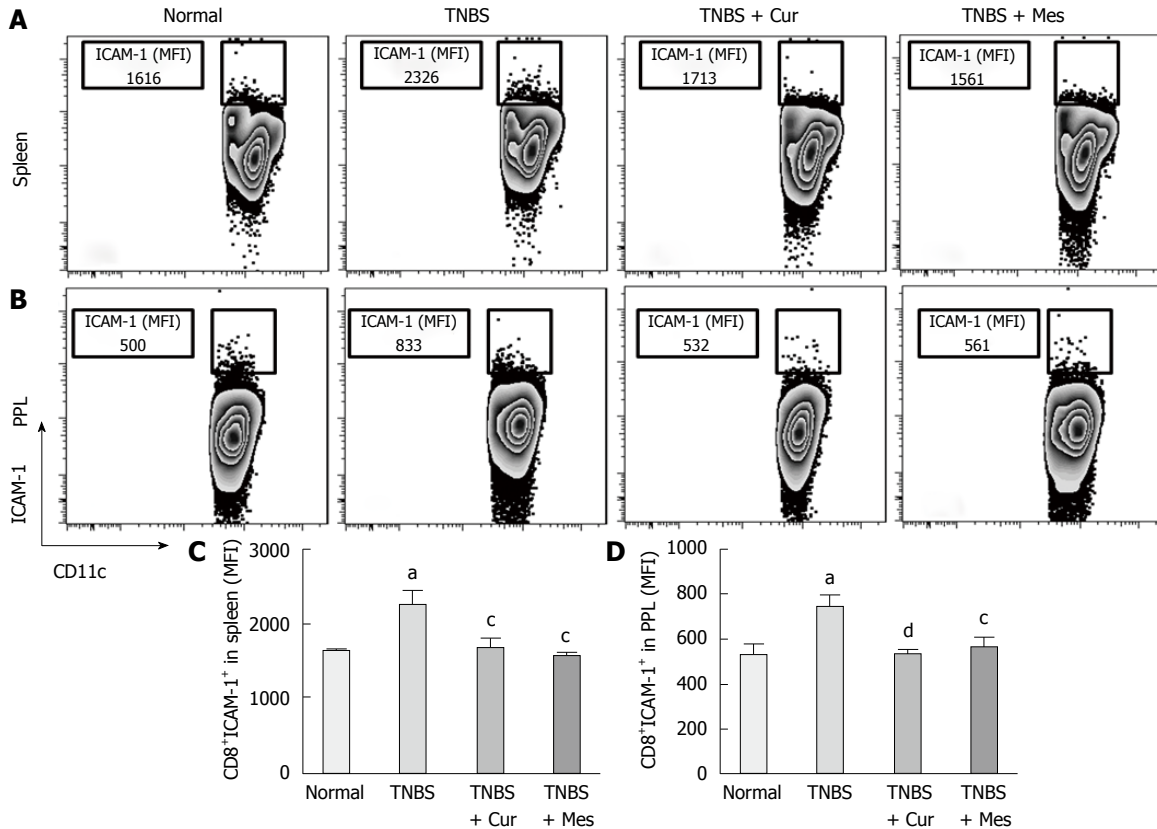 A
Normal
TNBS
TNBS + Cur
TNBS + Mes
ICAM-1 (MFI)
1616
ICAM-1 (MFI)
2326
ICAM-1 (MFI)
1713
ICAM-1 (MFI)
1561
Spleen
B
ICAM-1 (MFI)
500
ICAM-1 (MFI)
833
ICAM-1 (MFI)
532
ICAM-1 (MFI)
561
PPL
ICAM-1
CD11c
C
CD8⁺ICAM-1⁺ in spleen (MFI)
3000
2000
1000
0
a
c
c
Normal
TNBS
TNBS
+ Cur
TNBS
+ Mes
D
CD8⁺ICAM-1⁺ in PPL (MFI)
1000
800
600
400
200
0
a
d
c
Normal
TNBS
TNBS
+ Cur
TNBS
+ Mes